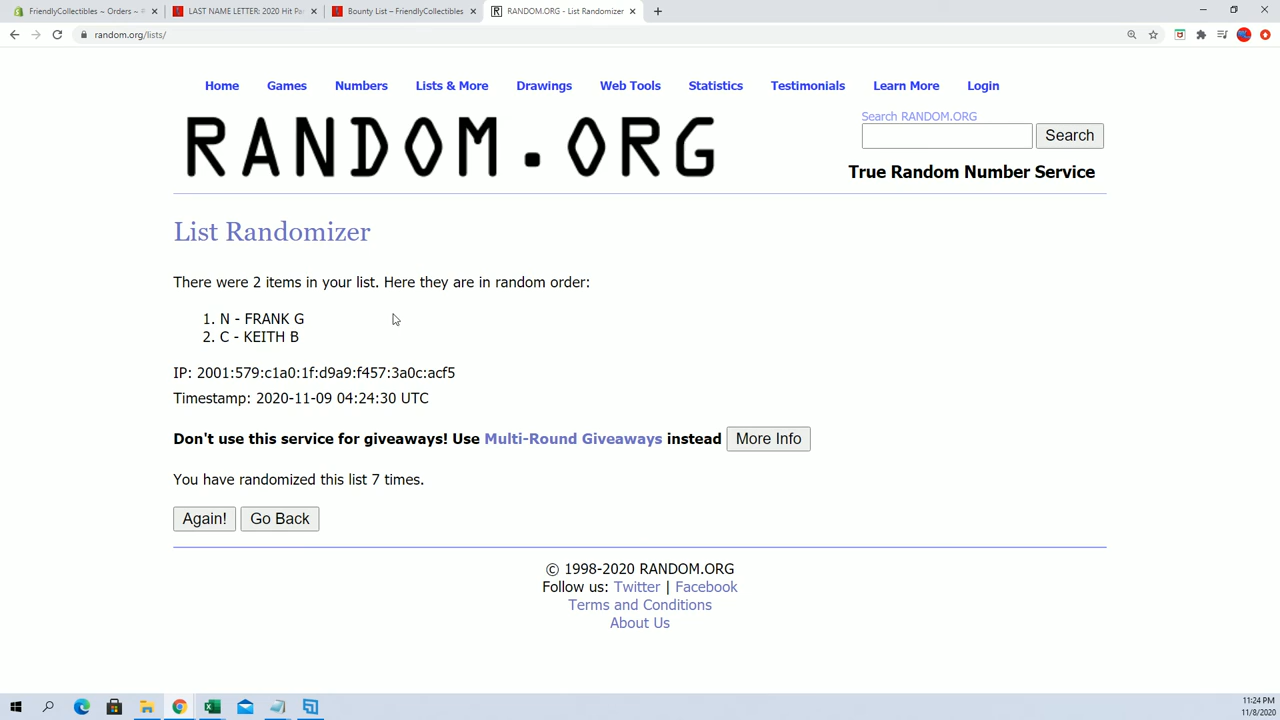 FriendlyCollectibles ~ Orders ~
LAST NAME LETTER: 2020 Hit Pa
Bounty List – FriendlyCollectibles
RANDOM.ORG - List Randomizer
random.org/lists/
Home Games Numbers Lists & More Drawings Web Tools Statistics Testimonials Learn More Login
RANDOM.ORG
Search RANDOM.ORG
Search
True Random Number Service
List Randomizer
There were 2 items in your list. Here they are in random order:
1. N - FRANK G
2. C - KEITH B
IP: 2001:579:c1a0:1f:d9a9:f457:3a0c:acf5
Timestamp: 2020-11-09 04:24:30 UTC
Don't use this service for giveaways! Use Multi-Round Giveaways instead More Info
You have randomized this list 7 times.
Again! Go Back
© 1998-2020 RANDOM.ORG
Follow us: Twitter | Facebook
Terms and Conditions
About Us
11:24 PM
11/8/2020